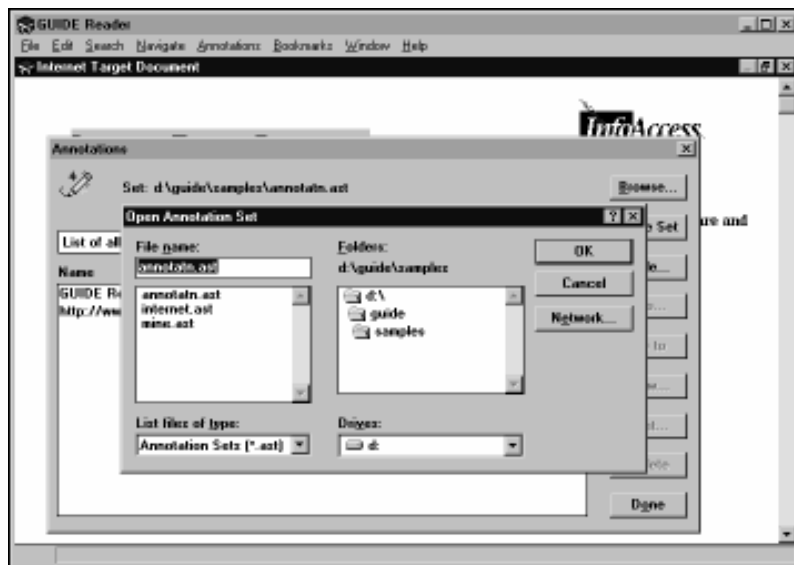 GUIDE Reader
File Edit Search Navigate Annotations Bookmarks Window Help
Internet Target Document
InfoAccess
Annotations
Set: d:\guide\samples\annotatn.ast
Browse...
Open Annotation Set
are and
Set
List of all
File name:
Folders:
OK
annotatn.ast
d:\guide\samples
Name
Cancel
GUIDE Re
annotatn.ast
d:\
http://ww
internet.ast
guide
Network...
mine.ast
samples
to
List files of type:
Drives:
Annotation Sets (*.ast)
d:
Done